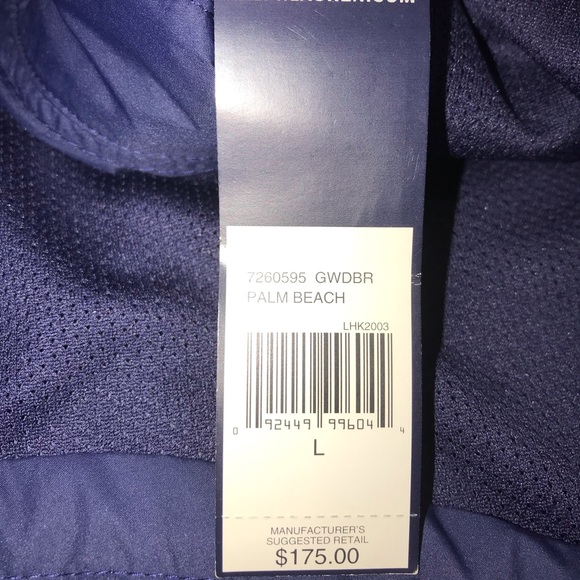 7260595 GWDBR
PALM BEACH
LHK2003
0 92449 99604 4
L
MANUFACTURER'S
SUGGESTED RETAIL
$175.00